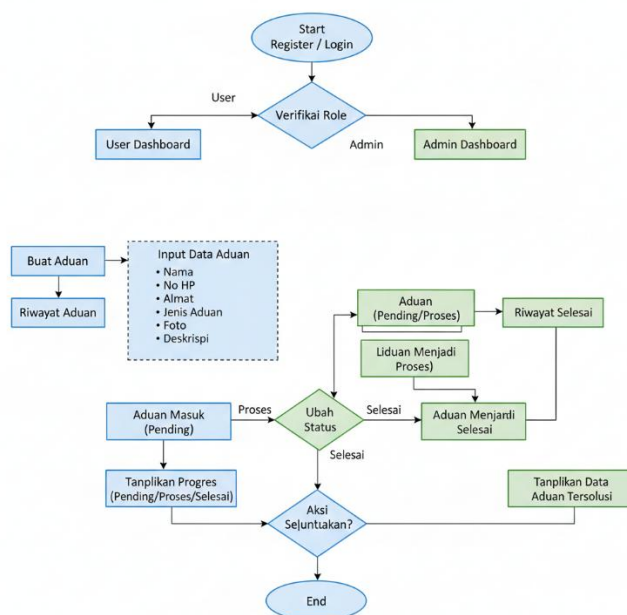 Start
Register / Login
User
Verifikai Role
Admin
User Dashboard
Admin Dashboard
Buat Aduan
Riwayat Aduan
Input Data Aduan
• Nama
• No HP
• Almat
• Jenis Aduan
• Foto
• Deskrispi
Aduan
(Pending/Proses)
Riwayat Selesai
Liduan Menjadi
Proses)
Aduan Masuk
(Pending)
Proses
Ubah
Status
Selesai
Aduan Menjardi
Selesai
Selesai
Tanplikan Progres
(Pending/Proses/Selesai)
Tanplikan Data
Aduan Tersolusi
Aksi
Sejuntuakan?
End